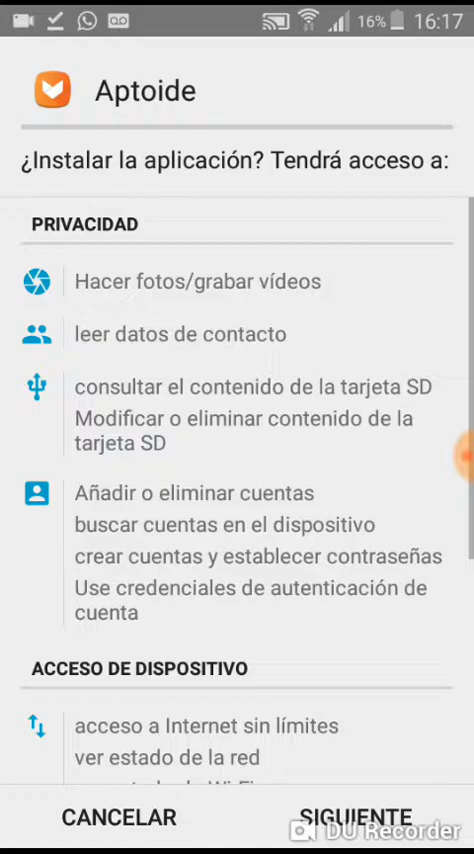 16% 16:17
Aptoide
¿Instalar la aplicación? Tendrá acceso a:
PRIVACIDAD
Hacer fotos/grabar vídeos
leer datos de contacto
consultar el contenido de la tarjeta SD
Modificar o eliminar contenido de la
tarjeta SD
Añadir o eliminar cuentas
buscar cuentas en el dispositivo
crear cuentas y establecer contraseñas
Use credenciales de autenticación de
cuenta
ACCESO DE DISPOSITIVO
acceso a Internet sin límites
ver estado de la red
CANCELAR SIGUIENTE
DU Recorder